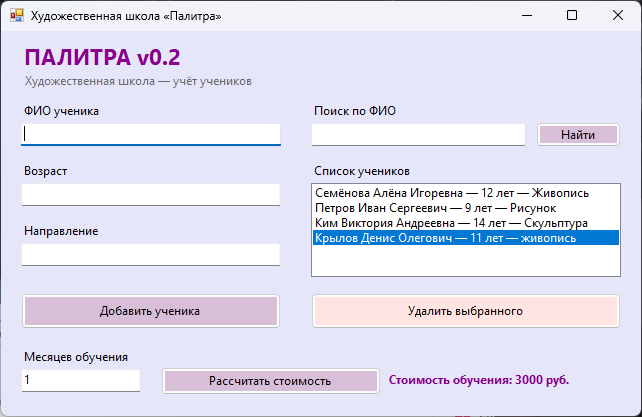 Художественная школа «Палитра»
ПАЛИТРА v0.2
Художественная школа — учёт учеников
ФИО ученика
Поиск по ФИО
Найти
Возраст
Список учеников
Семёнова Алёна Игоревна — 12 лет — Живопись
Петров Иван Сергеевич — 9 лет — Рисунок
Ким Виктория Андреевна — 14 лет — Скульптура
Крылов Денис Олегович — 11 лет — живопись
Направление
Добавить ученика
Удалить выбранного
Месяцев обучения
1
Рассчитать стоимость
Стоимость обучения: 3000 руб.